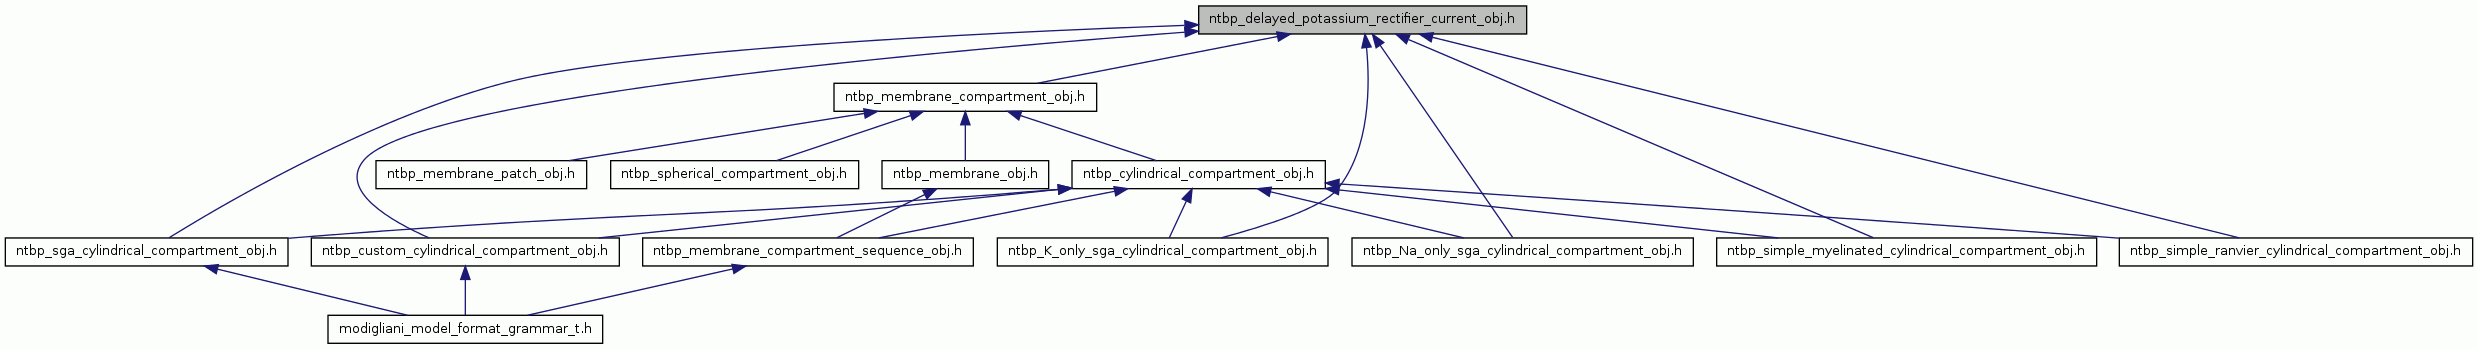 ntbp_delayed_potassium_rectifier_current_obj.h
ntbp_membrane_compartment_obj.h
ntbp_membrane_patch_obj.h
ntbp_spherical_compartment_obj.h
ntbp_membrane_obj.h
ntbp_cylindrical_compartment_obj.h
ntbp_sga_cylindrical_compartment_obj.h
ntbp_custom_cylindrical_compartment_obj.h
ntbp_membrane_compartment_sequence_obj.h
ntbp_K_only_sga_cylindrical_compartment_obj.h
ntbp_Na_only_sga_cylindrical_compartment_obj.h
ntbp_simple_myelinated_cylindrical_compartment_obj.h
ntbp_simple_ranvier_cylindrical_compartment_obj.h
modigliani_model_format_grammar_t.h